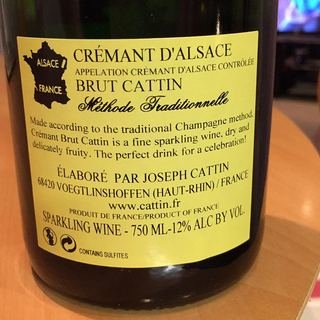 ALSACE
FRANCE
CRÉMANT D'ALSACE
APPELATION CRÉMANT D'ALSACE CONTRÔLÉE
BRUT CATTIN
Méthode Traditionnelle
Made according to the traditional Champagne method,
Crémant Brut Cattin is a fine sparkling wine, dry and
delicately fruity. The perfect drink for a celebration!
ÉLABORÉ PAR JOSEPH CATTIN
68420 VOEGTLINSHOFFEN (HAUT-RHIN) / FRANCE
www.cattin.fr
PRODUIT DE FRANCE/PRODUCT OF FRANCE
SPARKLING WINE - 750 ML-12% ALC BY VOL.
CONTAINS SULFITES